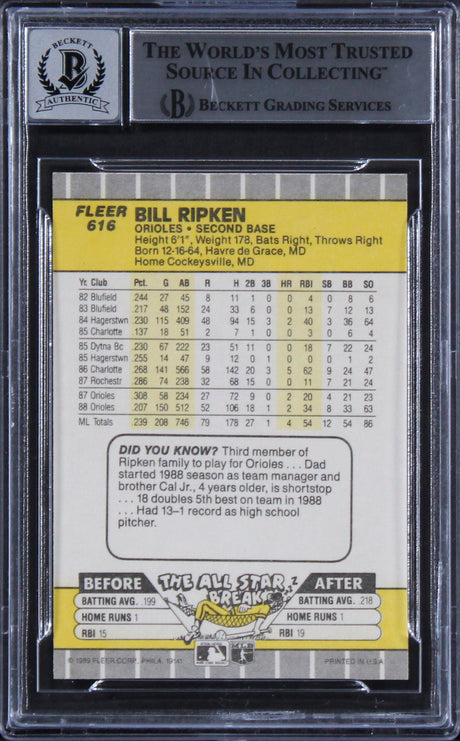 BECKETT
B
AUTHENTIC
THE WORLD'S MOST TRUSTED
SOURCE IN COLLECTING™
B BECKETT GRADING SERVICES
FLEER
616
BILL RIPKEN
ORIOLES • SECOND BASE
Height 6'1", Weight 178, Bats Right, Throws Right
Born 12-16-64, Havre de Grace, MD
Home Cockeysville, MD
Yr. Club Pct. G AB R H 2B 3B HR RBI SB BB SO
82 Blufield .244 27 45 8 11 1 0 0 4 0 8 6
83 Blufield .217 48 152 24 33 6 0 0 13 7 12 13
84 Hagerstwn .230 115 409 48 94 15 3 2 40 3 36 64
85 Charlotte .137 18 51 2 7 1 0 0 3 0 6 4
85 Dytna Bc .230 67 222 23 51 11 0 0 18 7 22 24
85 Hagerstwn .255 14 47 9 12 0 1 0 0 1 2
86 Charlotte .268 141 566 58 142 20 3 5 62 9 24 47
87 Rochestr .286 74 238 32 68 15 0 0 11 7 21 24
87 Orioles .308 58 234 27 72 9 0 2 20 4 21 23
88 Orioles .207 150 512 52 106 18 1 2 34 8 33 63
ML Totals .239 208 746 79 178 27 1 4 54 12 54 86
DID YOU KNOW? Third member of
Ripken family to play for Orioles . . . Dad
started 1988 season as team manager and
brother Cal Jr., 4 years older, is shortstop
. . . 18 doubles 5th best on team in 1988
. . . Had 13–1 record as high school
pitcher.
BEFORE THE ALL STAR BREAK AFTER
BATTING AVG. .199 BATTING AVG. .218
HOME RUNS 1 HOME RUNS 1
RBI 15 RBI 19
© 1989 FLEER CORP., PHILA. 19141 PRINTED IN U.S.A.